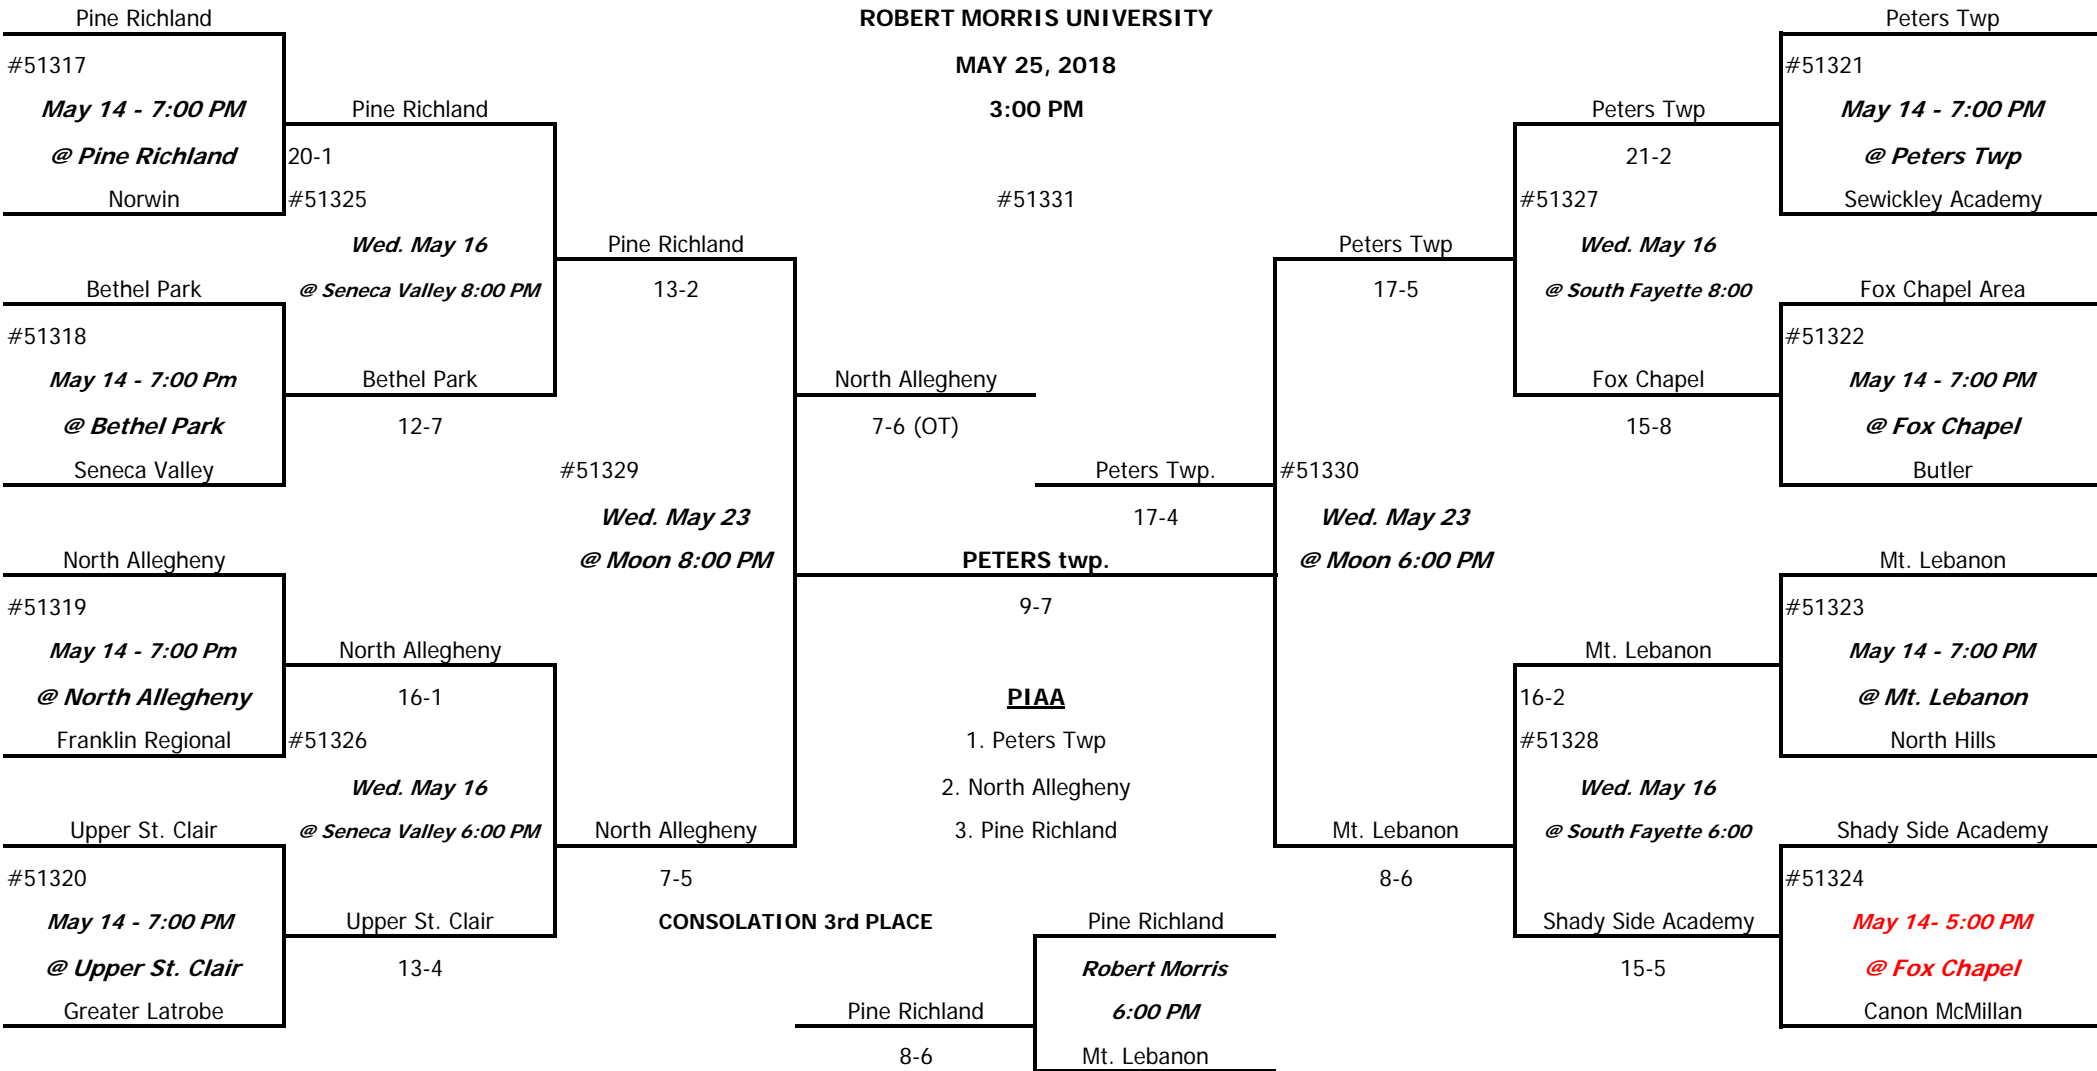 Pine Richland
ROBERT MORRIS UNIVERSITY
Peters Twp
#51317
MAY 25, 2018
#51321
May 14 - 7:00 PM
Pine Richland
3:00 PM
Peters Twp
May 14 - 7:00 PM
@ Pine Richland
20-1
21-2
@ Peters Twp
Norwin
#51325
#51331
#51327
Sewickley Academy
Wed. May 16
Pine Richland
Peters Twp
Wed. May 16
Bethel Park
@ Seneca Valley 8:00 PM
13-2
17-5
@ South Fayette 8:00
Fox Chapel Area
#51318
#51322
May 14 - 7:00 Pm
Bethel Park
North Allegheny
Fox Chapel
May 14 - 7:00 PM
@ Bethel Park
12-7
7-6 (OT)
15-8
@ Fox Chapel
Seneca Valley
#51329
Peters Twp.
#51330
Butler
Wed. May 23
17-4
Wed. May 23
North Allegheny
@ Moon 8:00 PM
PETERS twp.
@ Moon 6:00 PM
Mt. Lebanon
#51319
9-7
#51323
May 14 - 7:00 Pm
North Allegheny
Mt. Lebanon
May 14 - 7:00 PM
@ North Allegheny
16-1
PIAA
16-2
@ Mt. Lebanon
Franklin Regional
#51326
1. Peters Twp
#51328
North Hills
Wed. May 16
2. North Allegheny
Wed. May 16
Upper St. Clair
@ Seneca Valley 6:00 PM
North Allegheny
3. Pine Richland
Mt. Lebanon
@ South Fayette 6:00
Shady Side Academy
#51320
7-5
8-6
#51324
May 14 - 7:00 PM
Upper St. Clair
CONSOLATION 3rd PLACE
Pine Richland
Shady Side Academy
May 14- 5:00 PM
@ Upper St. Clair
13-4
Robert Morris
15-5
@ Fox Chapel
Greater Latrobe
Pine Richland
6:00 PM
Canon McMillan
8-6
Mt. Lebanon